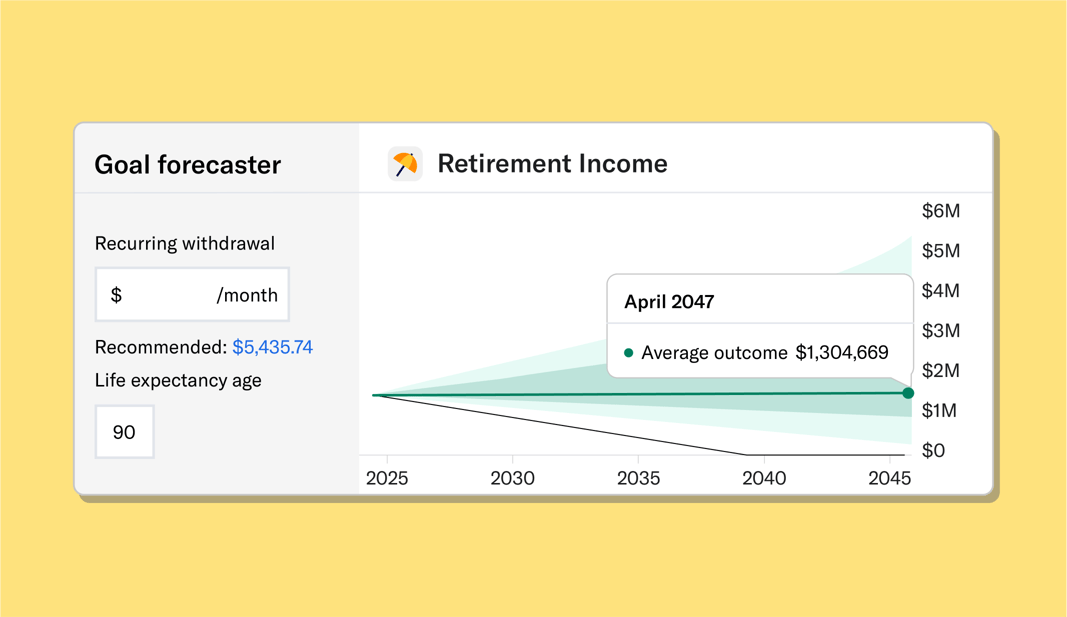 Goal forecaster
Recurring withdrawal
$ /month
Recommended: $5,435.74
Life expectancy age
90
Retirement Income
$6M
$5M
$4M
$3M
$2M
$1M
$0
April 2047
Average outcome $1,304,669
2025 2030 2035 2040 2045